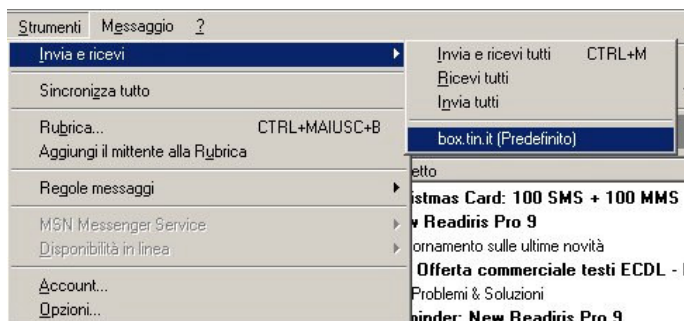 Strumenti Messaggio ?
Invia e ricevi
Sincronizza tutto
Rubrica... CTRL+MAIUSC+B
Aggiungi il mittente alla Rubrica
Regole messaggi
MSN Messenger Service
Disponibilità in linea
Account...
Opzioni...
Invia e ricevi tutti CTRL+M
Ricevi tutti
Invia tutti
box.tin.it (Predefinito)
etto
istmas Card: 100 SMS + 100 MMS
Readiris Pro 9
ornamento sulle ultime novità
Offerta commerciale testi ECDL -
Problemi & Soluzioni
ninder: New Readiris Pro 9